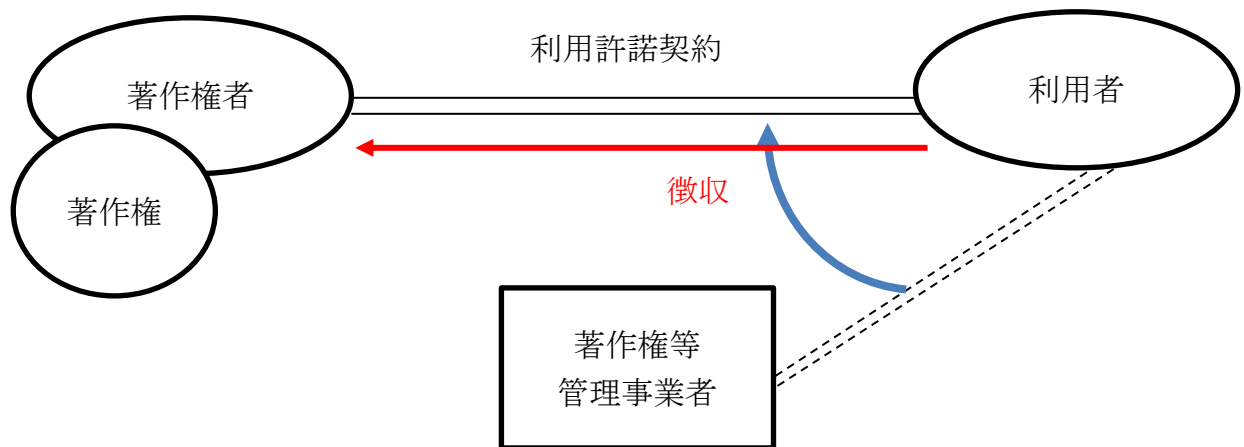 利用許諾契約
著作権者
利用者
徴収
著作権
著作権等
管理事業者